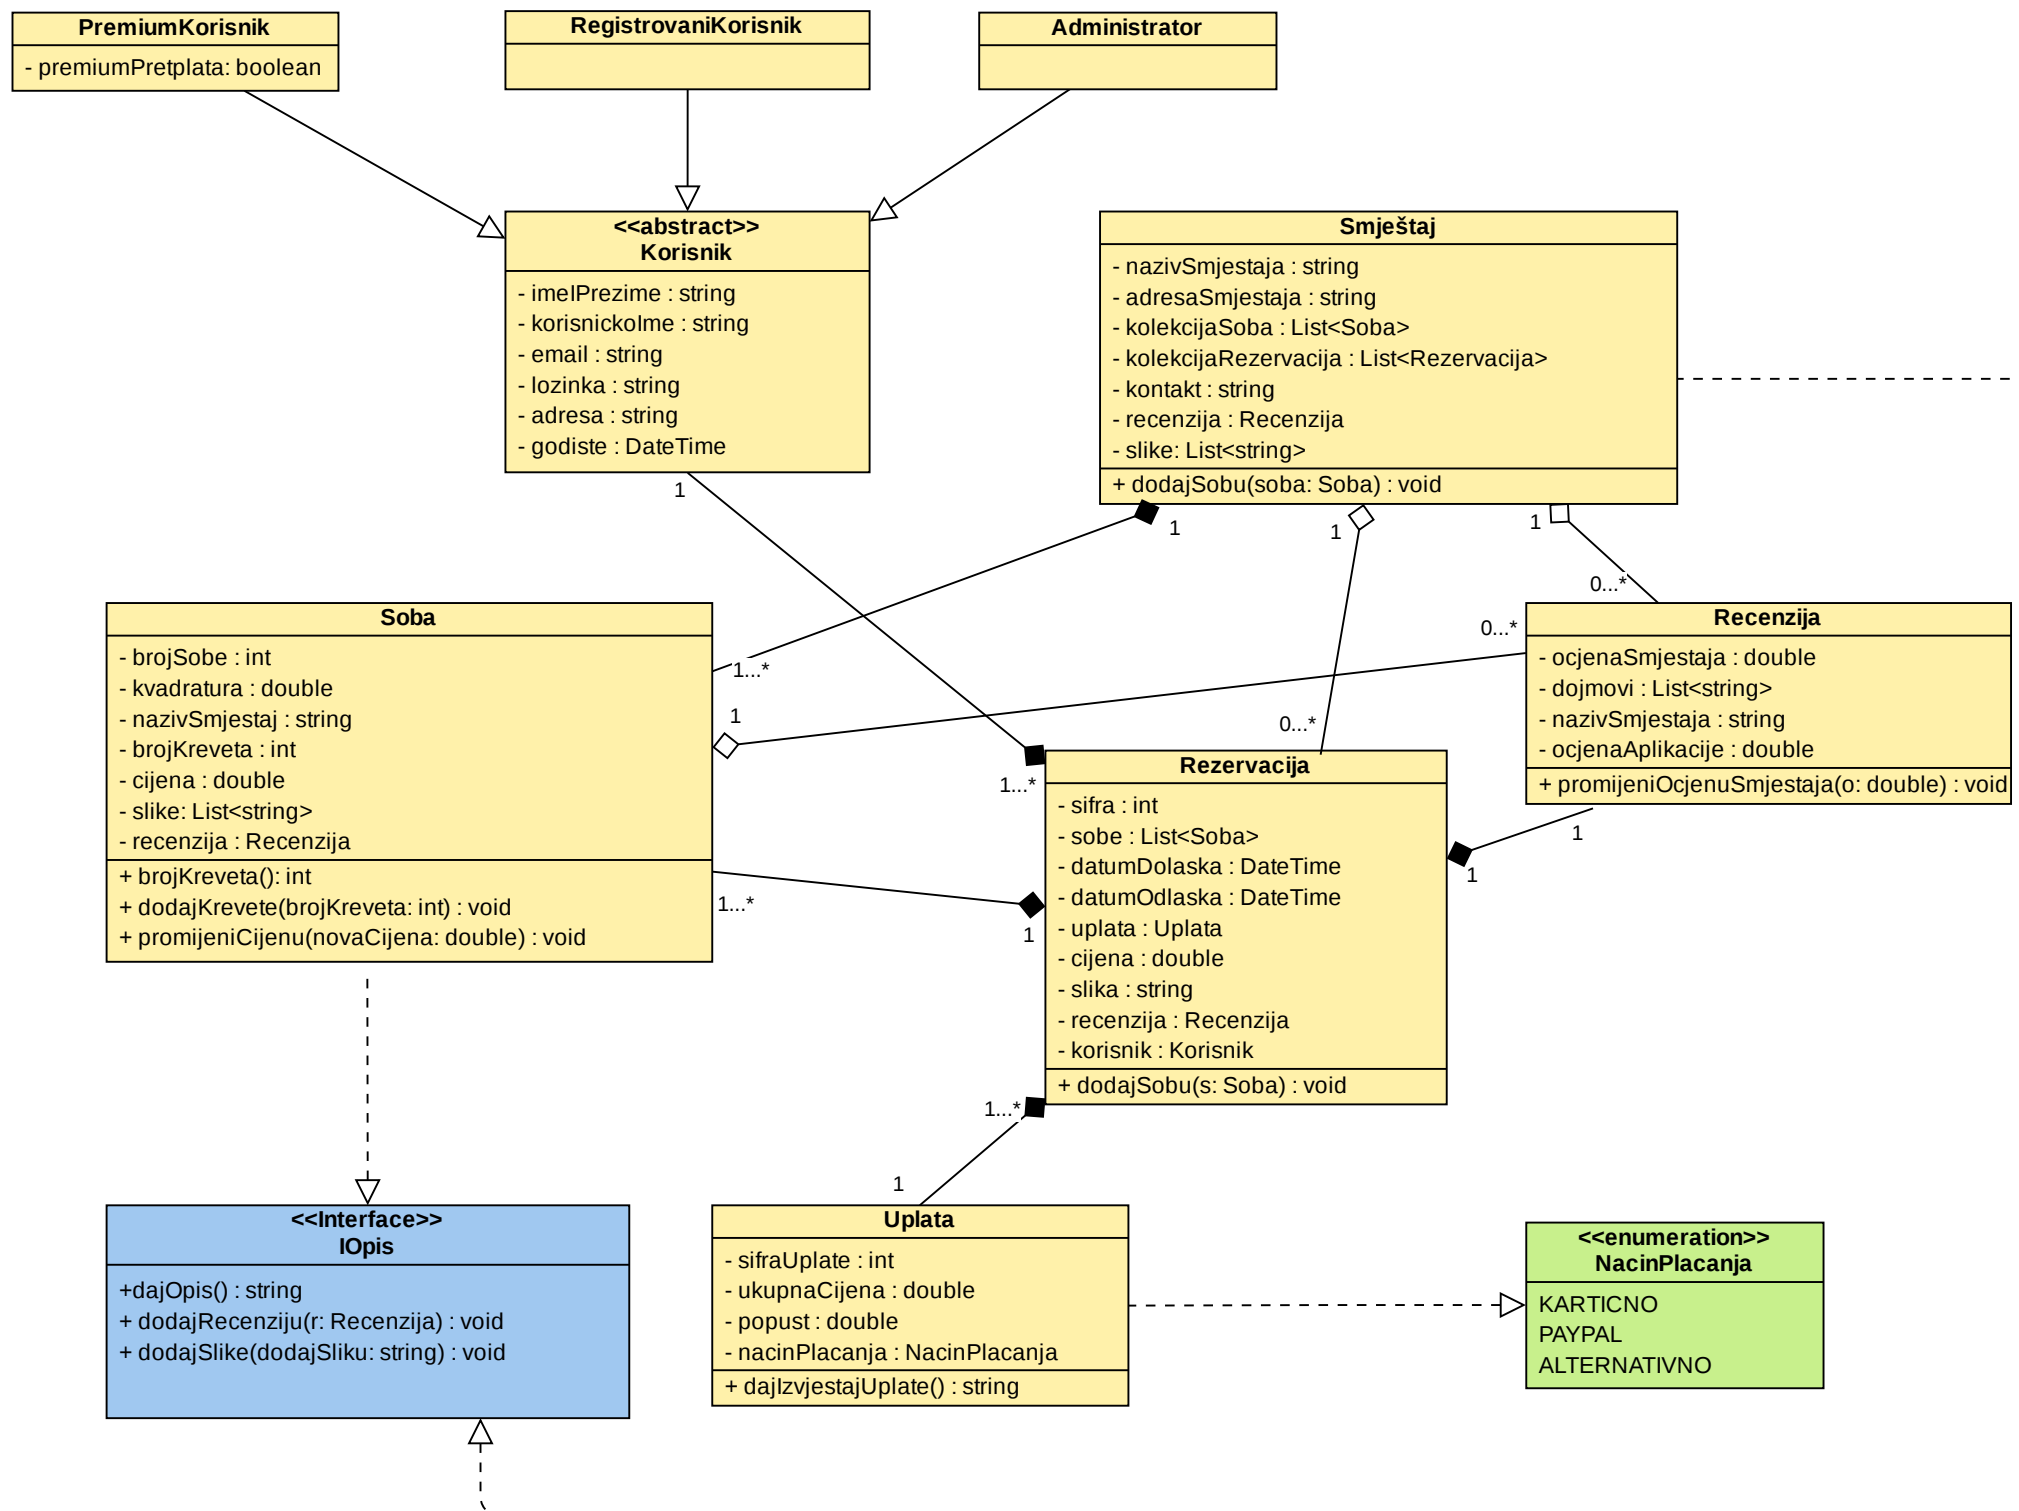 PremiumKorisnik
- premiumPretplata: boolean
RegistrovaniKorisnik
Administrator
<<abstract>>
Korisnik
- imeIPrezime : string
- korisnickoIme : string
- email : string
- lozinka : string
- adresa : string
- godiste : DateTime
1
Smještaj
- nazivSmjestaja : string
- adresaSmjestaja : string
- kolekcijaSoba : List<Soba>
- kolekcijaRezervacija : List<Rezervacija>
- kontakt : string
- recenzija : Recenzija
- slike: List<string>
+ dodajSobu(soba: Soba) : void
1
1
1
0...*
Soba
- brojSobe : int
- kvadratura : double
- nazivSmjestaj : string
- brojKreveta : int
- cijena : double
- slike: List<string>
- recenzija : Recenzija
+ brojKreveta(): int
+ dodajKrevete(brojKreveta: int) : void
+ promijeniCijenu(novaCijena: double) : void
1...*
1
1...*
0...*
Recenzija
- ocjenaSmjestaja : double
- dojmovi : List<string>
- nazivSmjestaja : string
- ocjenaAplikacije : double
+ promijeniOcjenuSmjestaja(o: double) : void
1
0...*
1...*
Rezervacija
- sifra : int
- sobe : List<Soba>
- datumDolaska : DateTime
- datumOdlaska : DateTime
- uplata : Uplata
- cijena : double
- slika : string
- recenzija : Recenzija
- korisnik : Korisnik
+ dodajSobu(s: Soba) : void
1
1
1...*
1
<<Interface>>
IOpis
+dajOpis() : string
+ dodajRecenziju(r: Recenzija) : void
+ dodajSlike(dodajSliku: string) : void
Uplata
- sifraUplate : int
- ukupnaCijena : double
- popust : double
- nacinPlacanja : NacinPlacanja
+ dajIzvjestajUplate() : string
<<enumeration>>
NacinPlacanja
KARTICNO
PAYPAL
ALTERNATIVNO